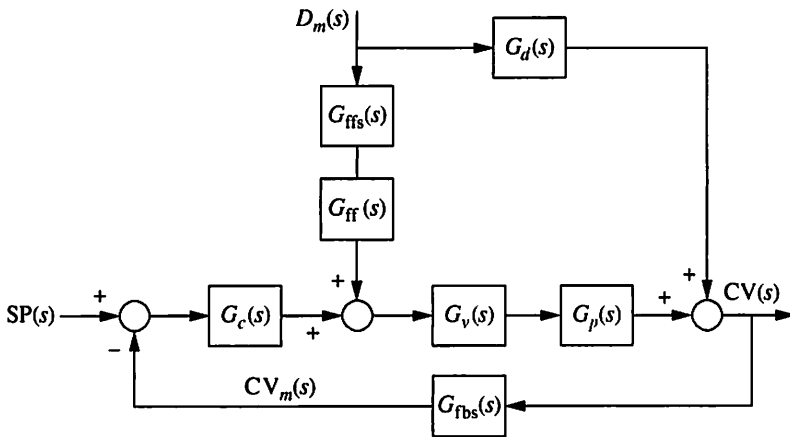 D_m(s)
G_d(s)
G_ffs(s)
G_ff(s)
+
+
SP(s)
+
G_c(s)
+
G_v(s)
G_p(s)
+
CV(s)
−
CV_m(s)
G_fbs(s)